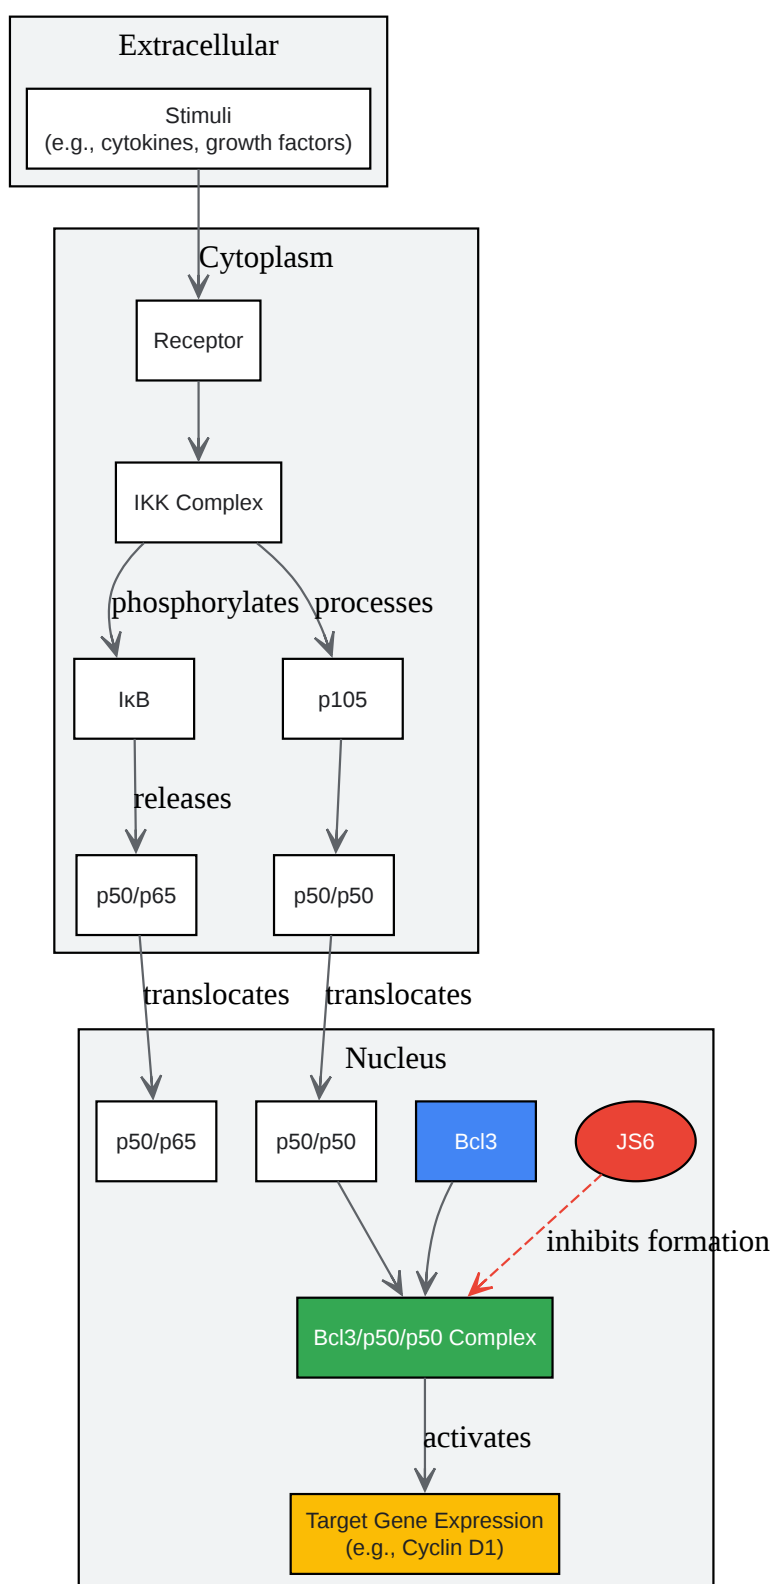 Extracellular
Stimuli
(e.g., cytokines, growth factors)
Cytoplasm
Receptor
IKK Complex
phosphorylates
processes
IκB
p105
releases
p50/p65
p50/p50
translocates
translocates
Nucleus
p50/p65
p50/p50
Bcl3
JS6
inhibits formation
Bcl3/p50/p50 Complex
activates
Target Gene Expression
(e.g., Cyclin D1)